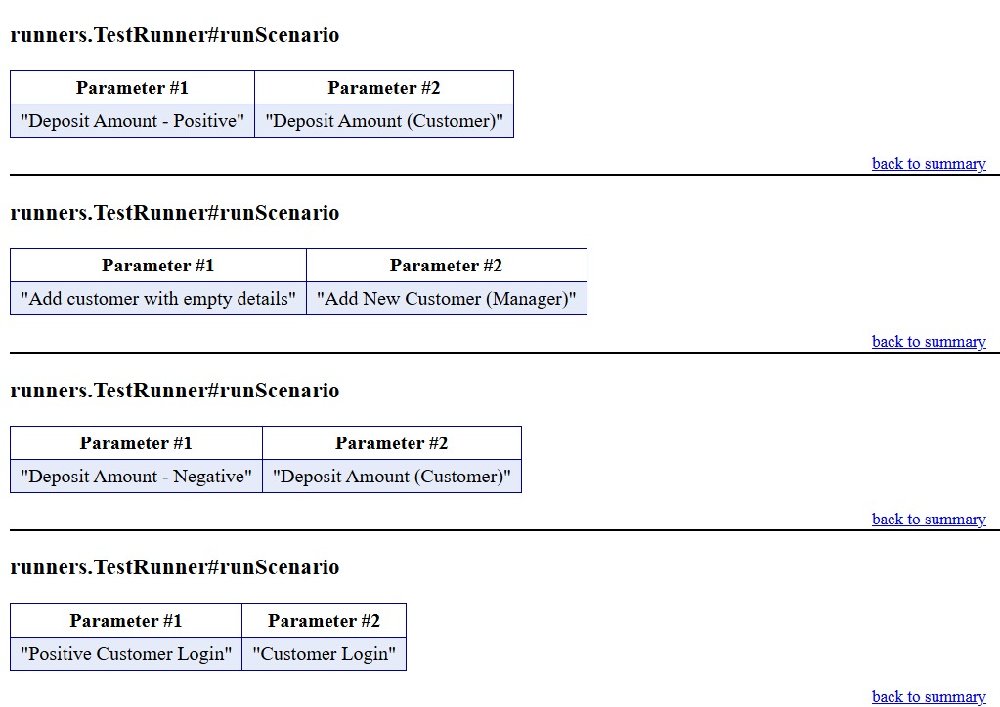 runners.TestRunner#runScenario
Parameter #1 Parameter #2
"Deposit Amount - Positive" "Deposit Amount (Customer)"
back to summary
runners.TestRunner#runScenario
Parameter #1 Parameter #2
"Add customer with empty details" "Add New Customer (Manager)"
back to summary
runners.TestRunner#runScenario
Parameter #1 Parameter #2
"Deposit Amount - Negative" "Deposit Amount (Customer)"
back to summary
runners.TestRunner#runScenario
Parameter #1 Parameter #2
"Positive Customer Login" "Customer Login"
back to summary